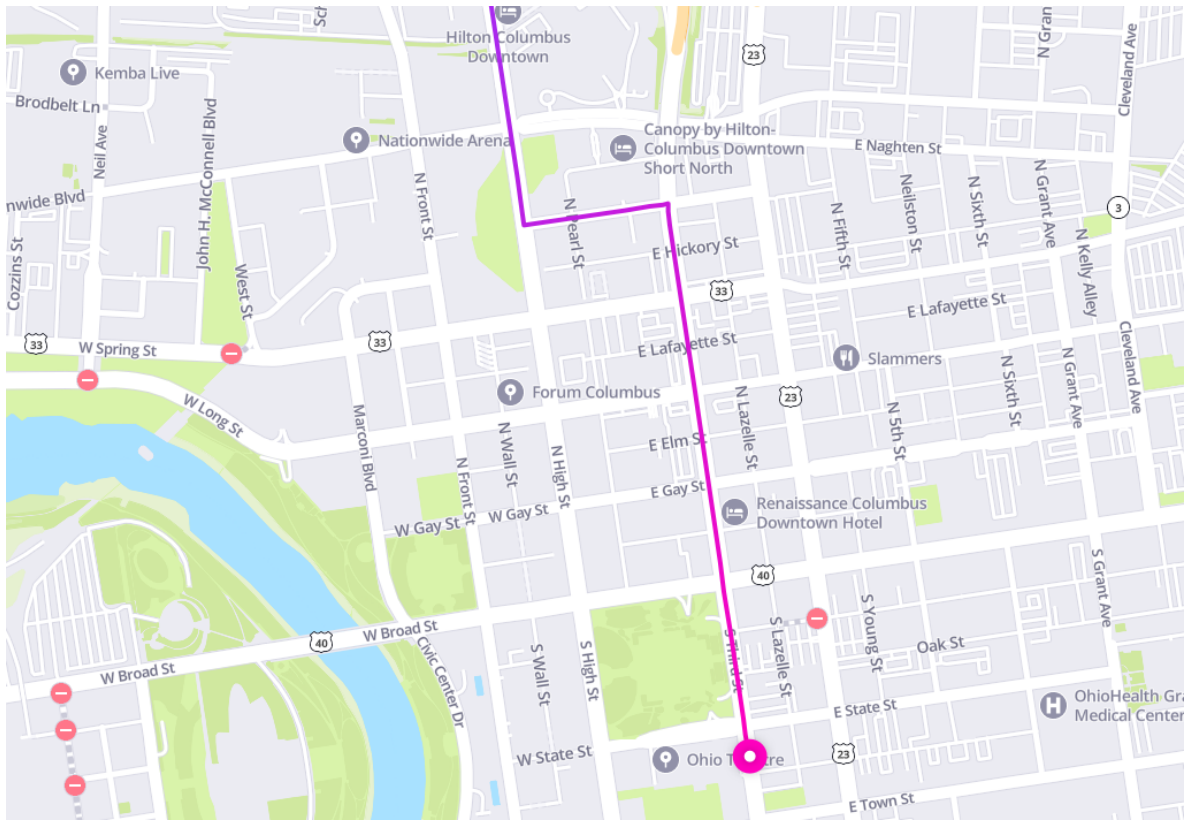 Sch
N Gran
Hilton Columbus
Downtown
23
Cleveland Ave
Kemba Live
Brodbelt Ln
Neil Ave
John H. McConnell Blvd
Nationwide Arena
Canopy by Hilton-
Columbus Downtown
Short North
E Naghten St
nwide Blvd
N Front St
N Pearl St
N Fifth St
Neilston St
N Sixth St
N Grant Ave
3
Cozzins St
West St
E Hickory St
N Kelly Alley
33
E Lafayette St
33
W Spring St
33
E Lafayette St
Slammers
Cleveland Ave
Forum Columbus
N Lazelle St
23
N Sixth St
N Grant Ave
W Long St
Marconi Blvd
N Front St
N Wall St
N High St
E Elm St
N 5th St
E Gay St
W Gay St
W Gay St
Renaissance Columbus
Downtown Hotel
40
S Grant Ave
W Broad St
40
W Broad St
Civic Center Dr
S Wall St
S High St
S Third St
S Lazelle St
S Young St
Oak St
E State St
OhioHealth Gra
Medical Center
W State St
Ohio T tre
23
E Town St